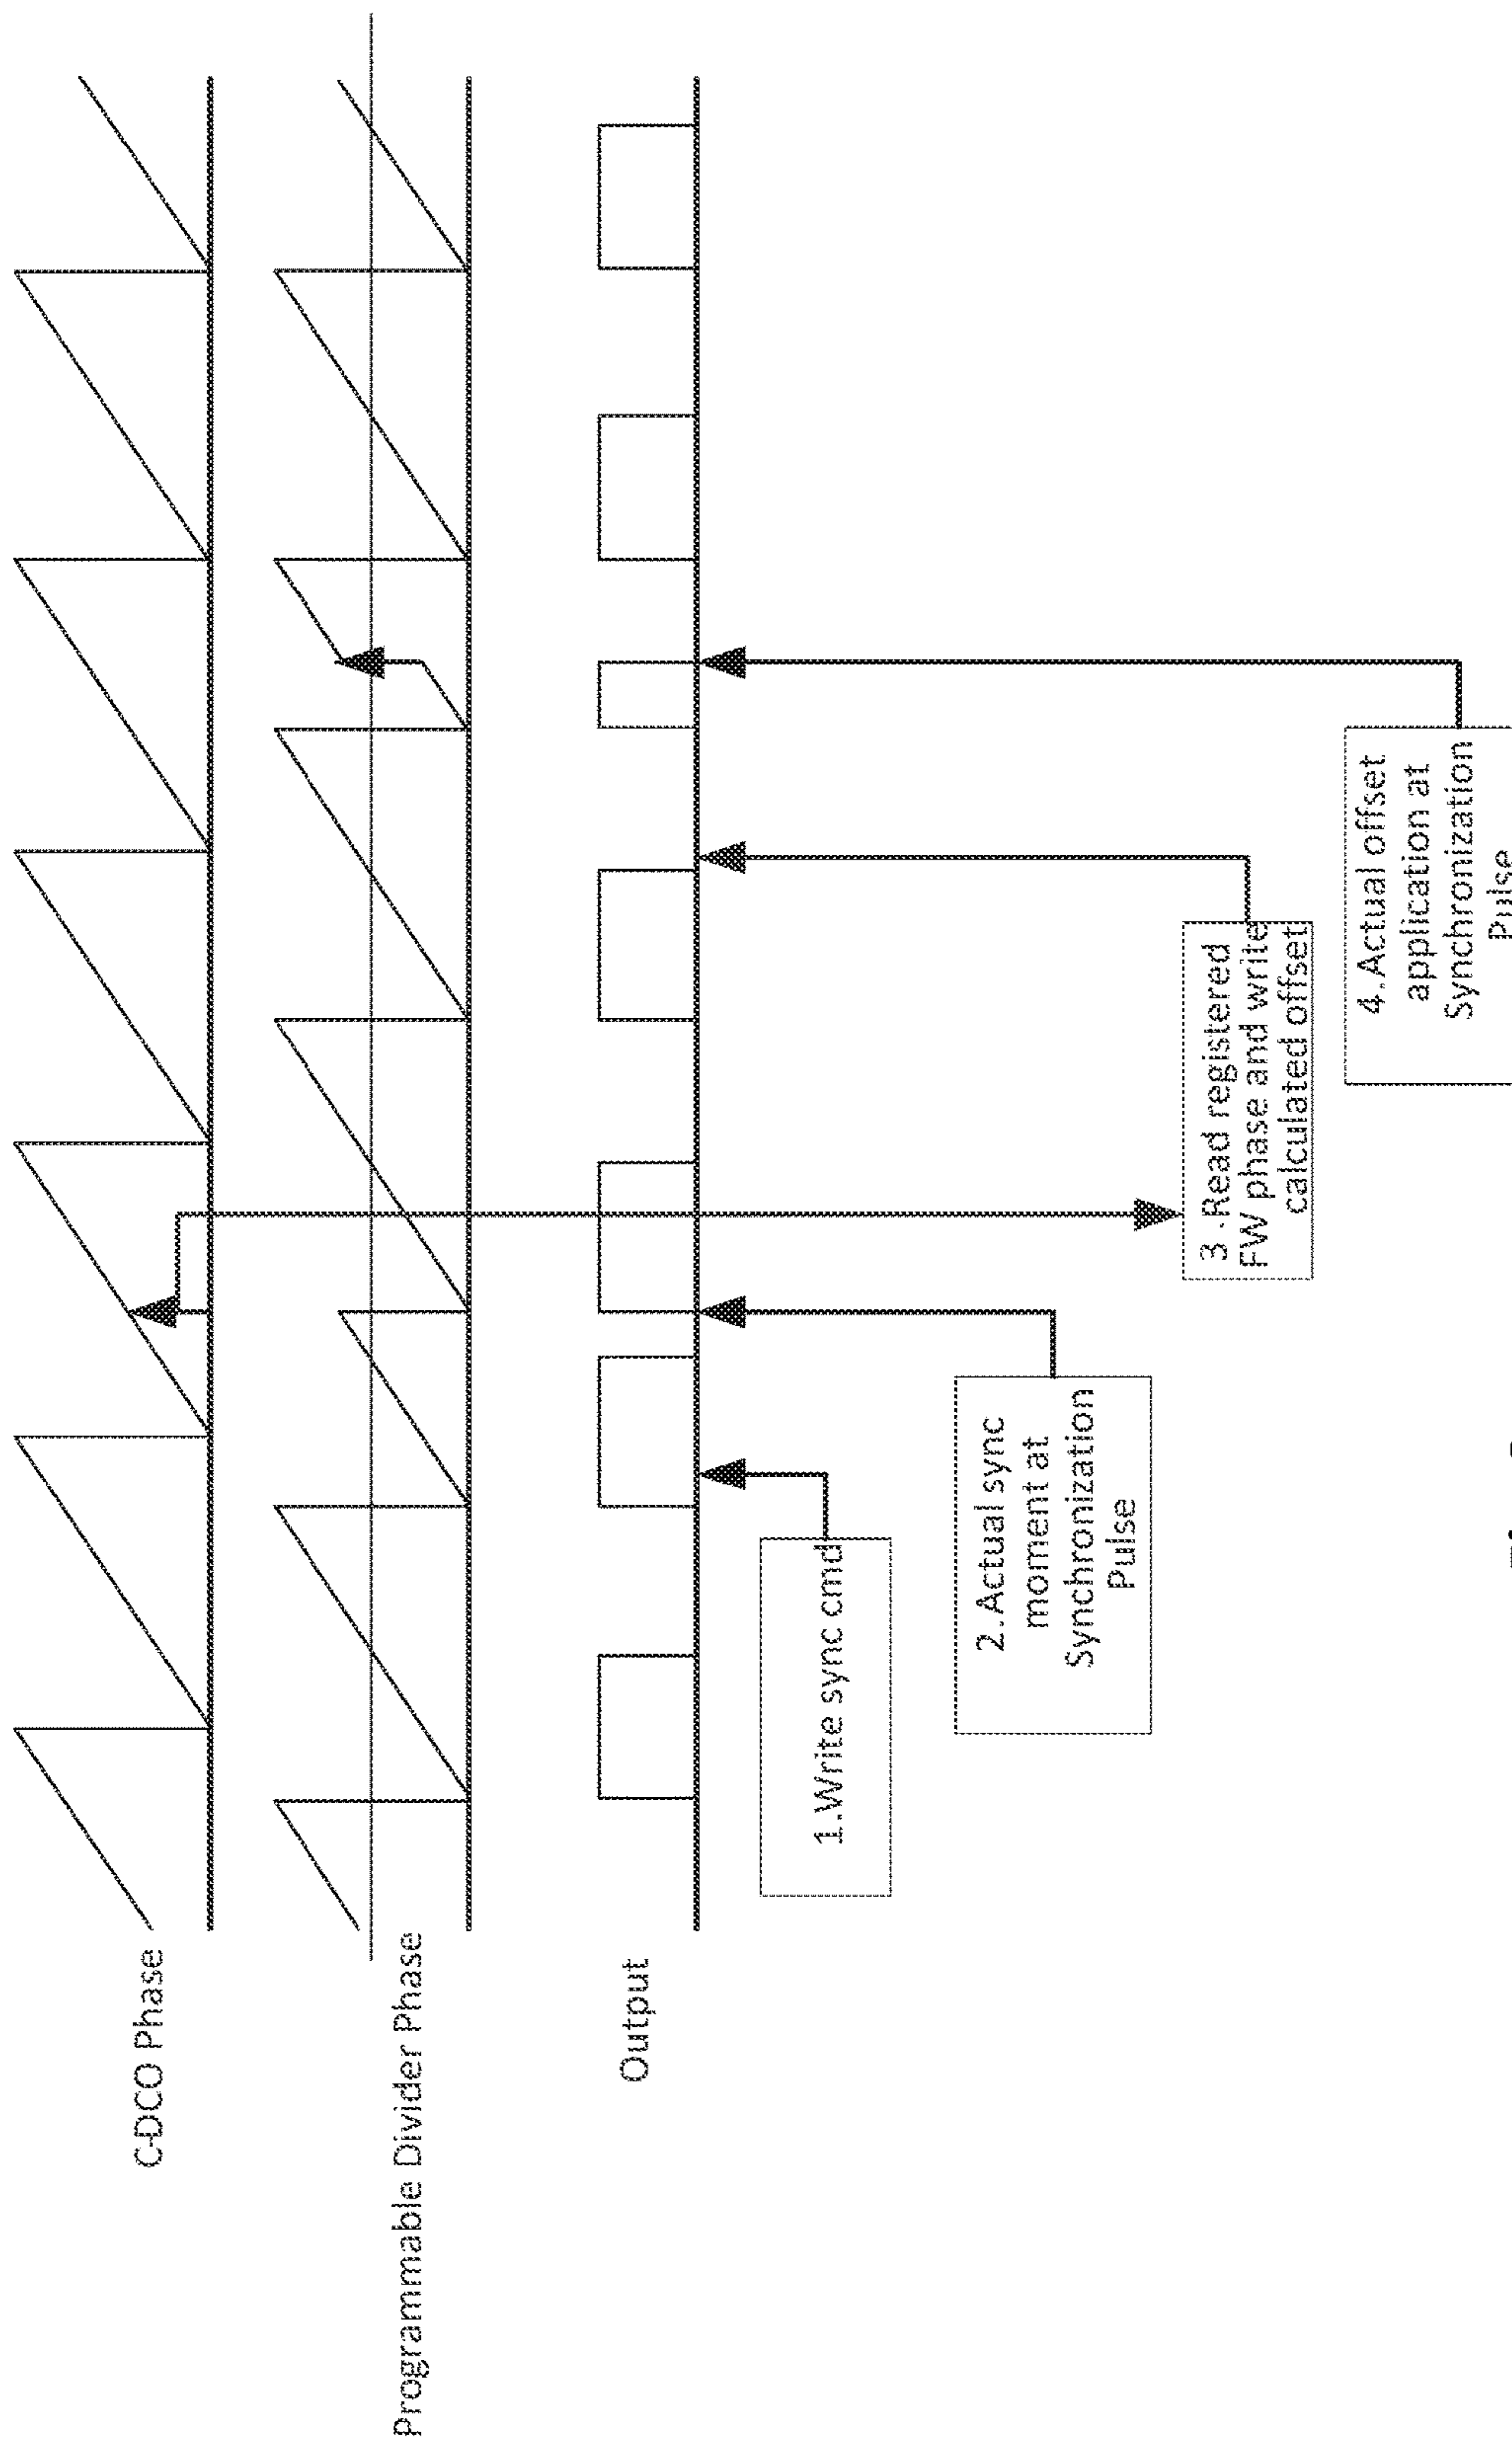 C-DCO Phase
Programmable Divider Phase
Output
1.Write sync cmd
2.Actual sync
moment at
Synchronization
Pulse
3 .Read registered
FW phase and write
calculated offset
4.Actual offset
application at
Synchronization
Pulse